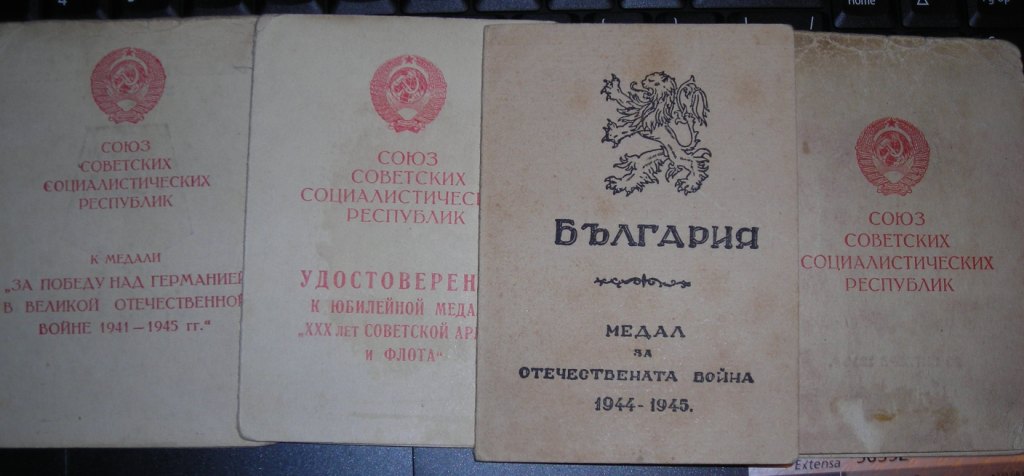 СОЮЗ
СОВЕТСКИХ
СОЦИАЛИСТИЧЕСКИХ
РЕСПУБЛИК
К МЕДАЛИ
„ЗА ПОБЕДУ НАД ГЕРМАНИЕЙ
В ВЕЛИКОЙ ОТЕЧЕСТВЕННОЙ
ВОЙНЕ 1941—1945 гг.“
СОЮЗ
СОВЕТСКИХ
СОЦИАЛИСТИЧЕС
РЕСПУБЛИК
УДОСТОВЕРЕН
К ЮБИЛЕЙНОЙ МЕДА
„XXX ЛЕТ СОВЕТСКОЙ АР
И ФЛОТА“
БЪЛГАРИЯ
МЕДАЛ
ЗА
ОТЕЧЕСТВЕНАТА ВОЙНА
1944-1945.
СОЮЗ
СОВЕТСКИХ
СОЦИАЛИСТИЧЕСКИХ
РЕСПУБЛИК
Home
Extensa